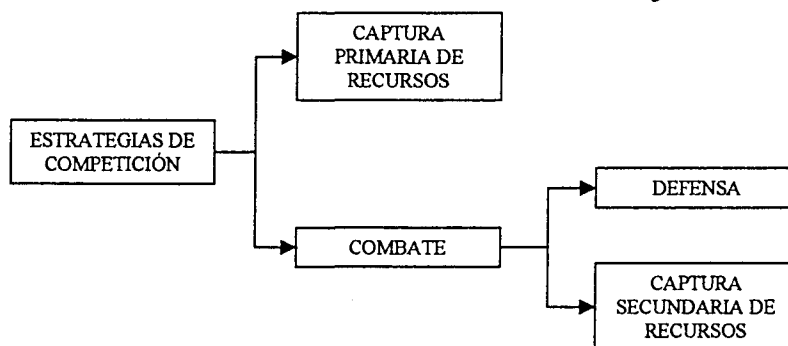 CAPTURA
PRIMARIA DE
RECURSOS
ESTRATEGIAS DE
COMPETICIÓN
DEFENSA
COMBATE
CAPTURA
SECUNDARIA DE
RECURSOS